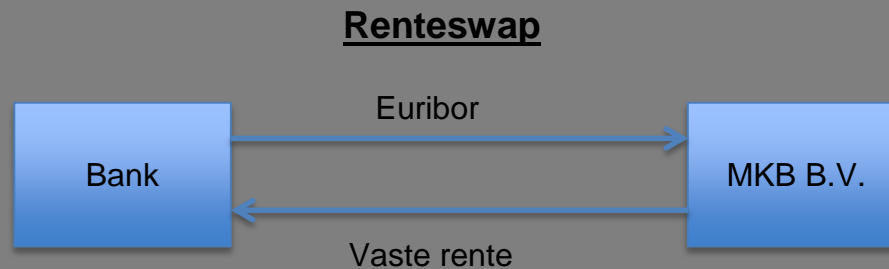 Renteswap
Euribor
Bank
MKB B.V.
Vaste rente